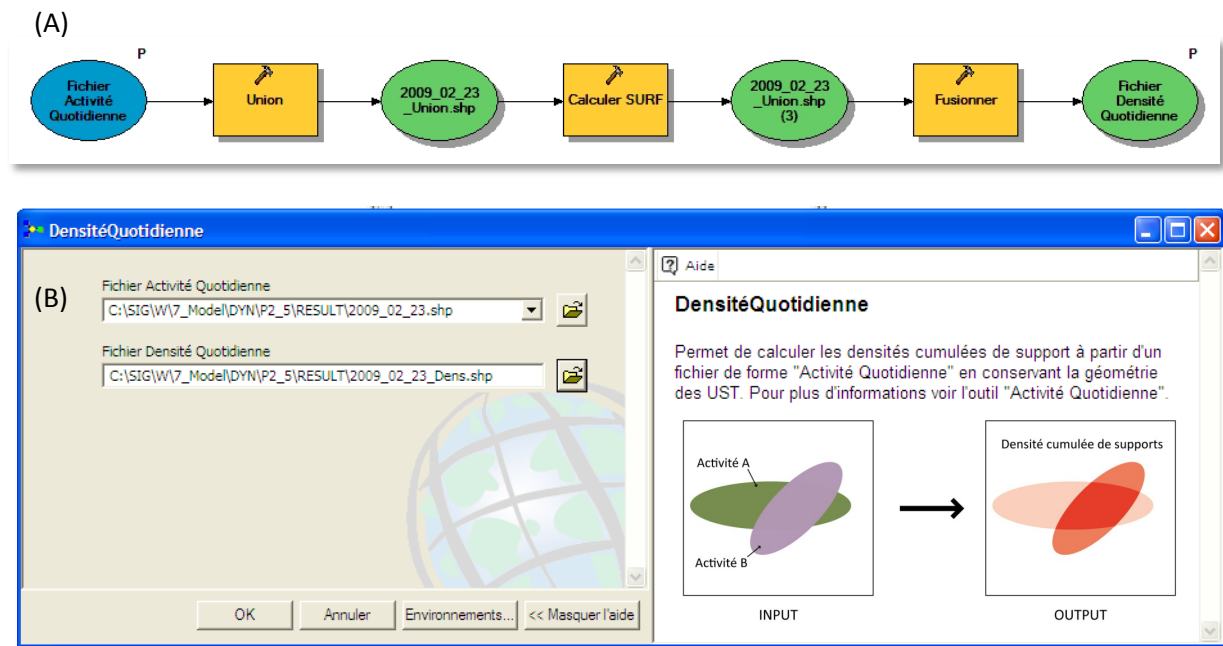 (A)
P
P
Fichier
Activité
Quotidienne
Union
2009_02_23
_Union.shp
Calculer SURF
2009_02_23
_Union.shp
(3)
Fusionner
Fichier
Densité
Quotidienne
DensitéQuotidienne
(B)
Fichier Activité Quotidienne
C:\SIG\W\7_Model\DYN\P2_5\RESULT\2009_02_23.shp
Fichier Densité Quotidienne
C:\SIG\W\7_Model\DYN\P2_5\RESULT\2009_02_23_Dens.shp
OK
Annuler
Environnements...
<< Masquer l'aide
Aide
DensitéQuotidienne
Permet de calculer les densités cumulées de support à partir d'un
fichier de forme "Activité Quotidienne" en conservant la géométrie
des UST. Pour plus d'informations voir l'outil "Activité Quotidienne".
Activité A
Activité B
INPUT
Densité cumulée de supports
OUTPUT